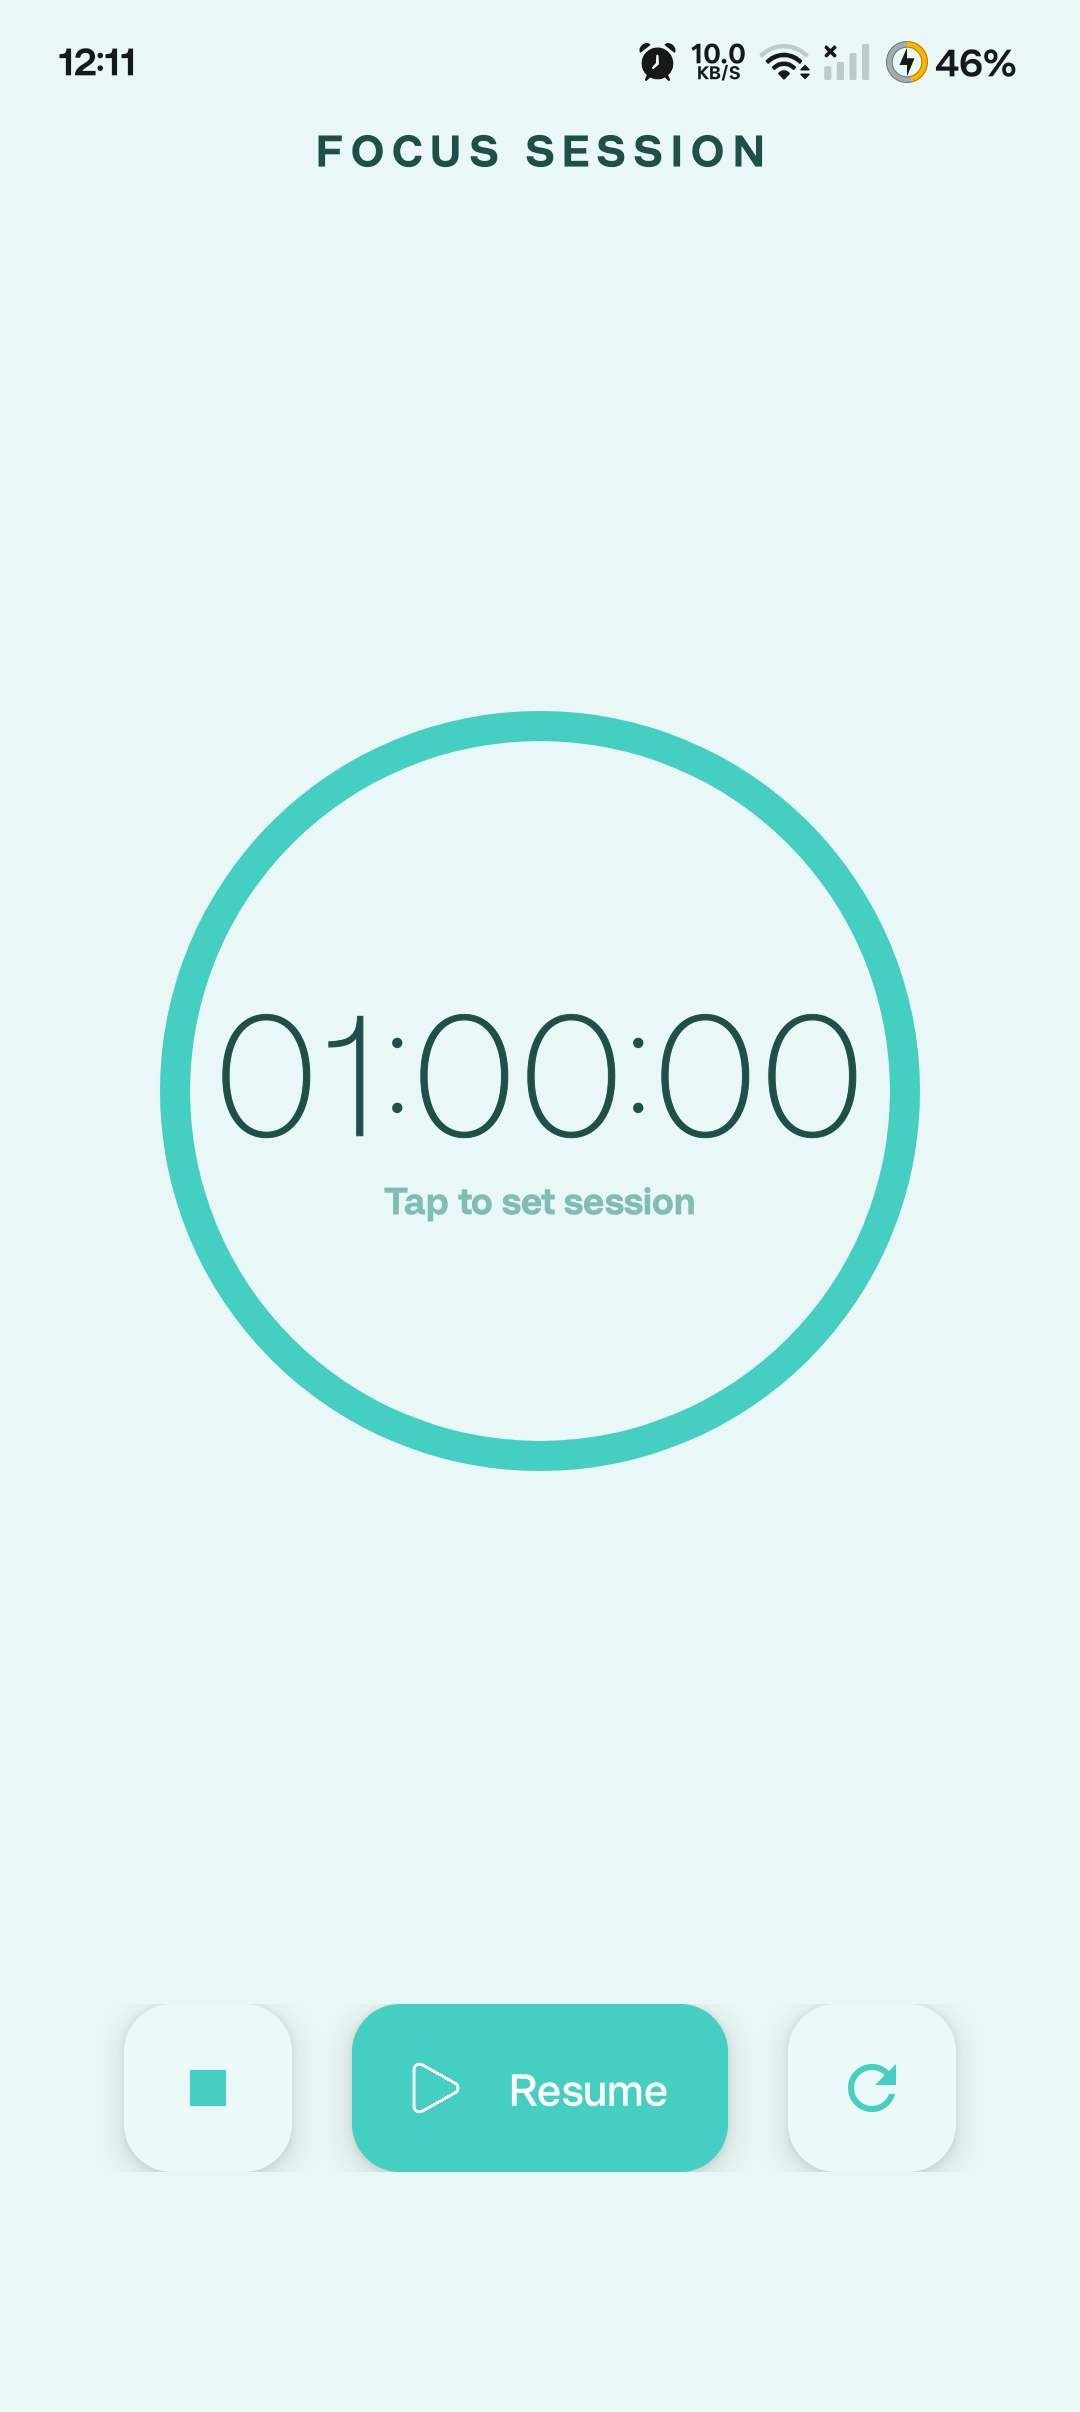 12:11
10.0
KB/S
46%
FOCUS SESSION
01:00:00
Tap to set session
Resume